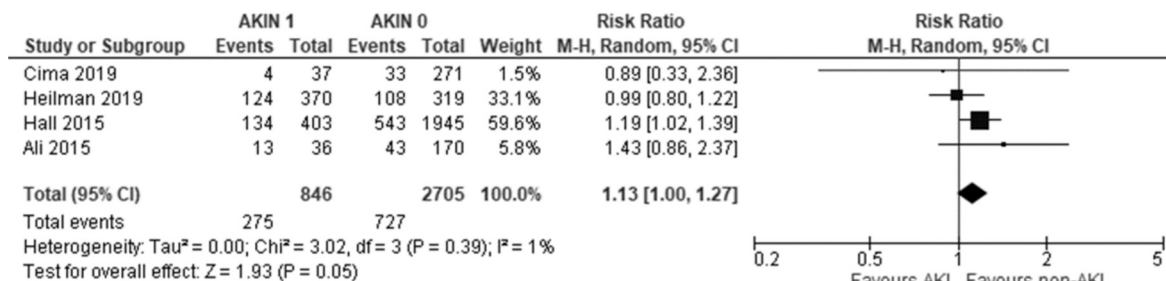 AKIN 1 AKIN 0 Risk Ratio Risk Ratio
Study or Subgroup Events Total Events Total Weight M-H, Random, 95% CI M-H, Random, 95% CI
Cima 2019 4 37 33 271 1.5% 0.89 [0.33, 2.36]
Heilman 2019 124 370 108 319 33.1% 0.99 [0.80, 1.22]
Hall 2015 134 403 543 1945 59.6% 1.19 [1.02, 1.39]
Ali 2015 13 36 43 170 5.8% 1.43 [0.86, 2.37]
Total (95% CI) 846 2705 100.0% 1.13 [1.00, 1.27]
Total events 275 727
Heterogeneity: Tau² = 0.00; Chi² = 3.02, df = 3 (P = 0.39); I² = 1%
Test for overall effect: Z = 1.93 (P = 0.05)
0.2 0.5 1 2 5
Favours AKI Favours non-AKI